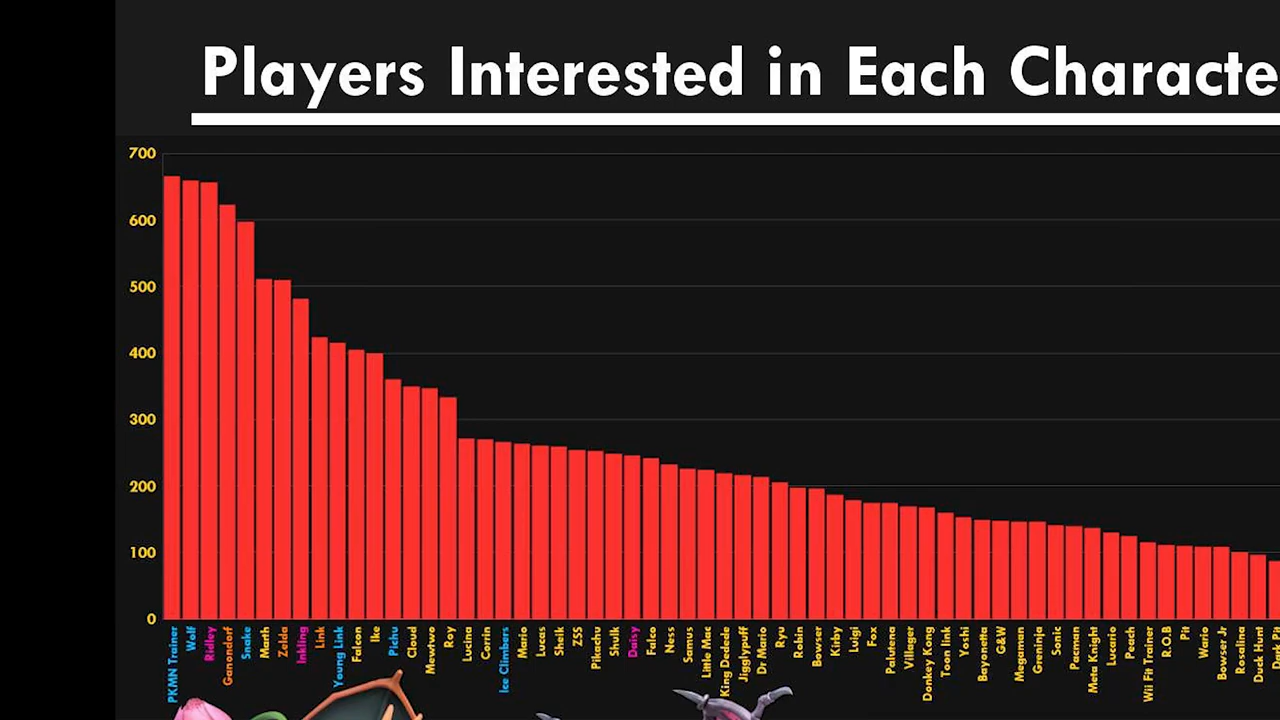 Players Interested in Each Characte
700
600
500
400
300
200
100
0
PKMN Trainer
Wolf
Ridley
Ganondorf
Snake
Marth
Zelda
Inkling
Link
Young Link
Falcon
Ike
Pichu
Cloud
Mewtwo
Roy
Lucina
Corrin
Ice Climbers
Mario
Lucas
Sheik
ZSS
Pikachu
Shulk
Daisy
Falco
Ness
Samus
Little Mac
King Dedede
Jigglypuff
Dr Mario
Ryu
Robin
Bowser
Kirby
Luigi
Fox
Palutena
Villager
Donkey Kong
Toon Link
Yoshi
Bayonetta
G&W
Megaman
Greninja
Sonic
Pacman
Meta Knight
Lucario
Peach
Wii Fit Trainer
R.O.B
Pit
Wario
Bowser Jr
Rosalina
Duck Hunt